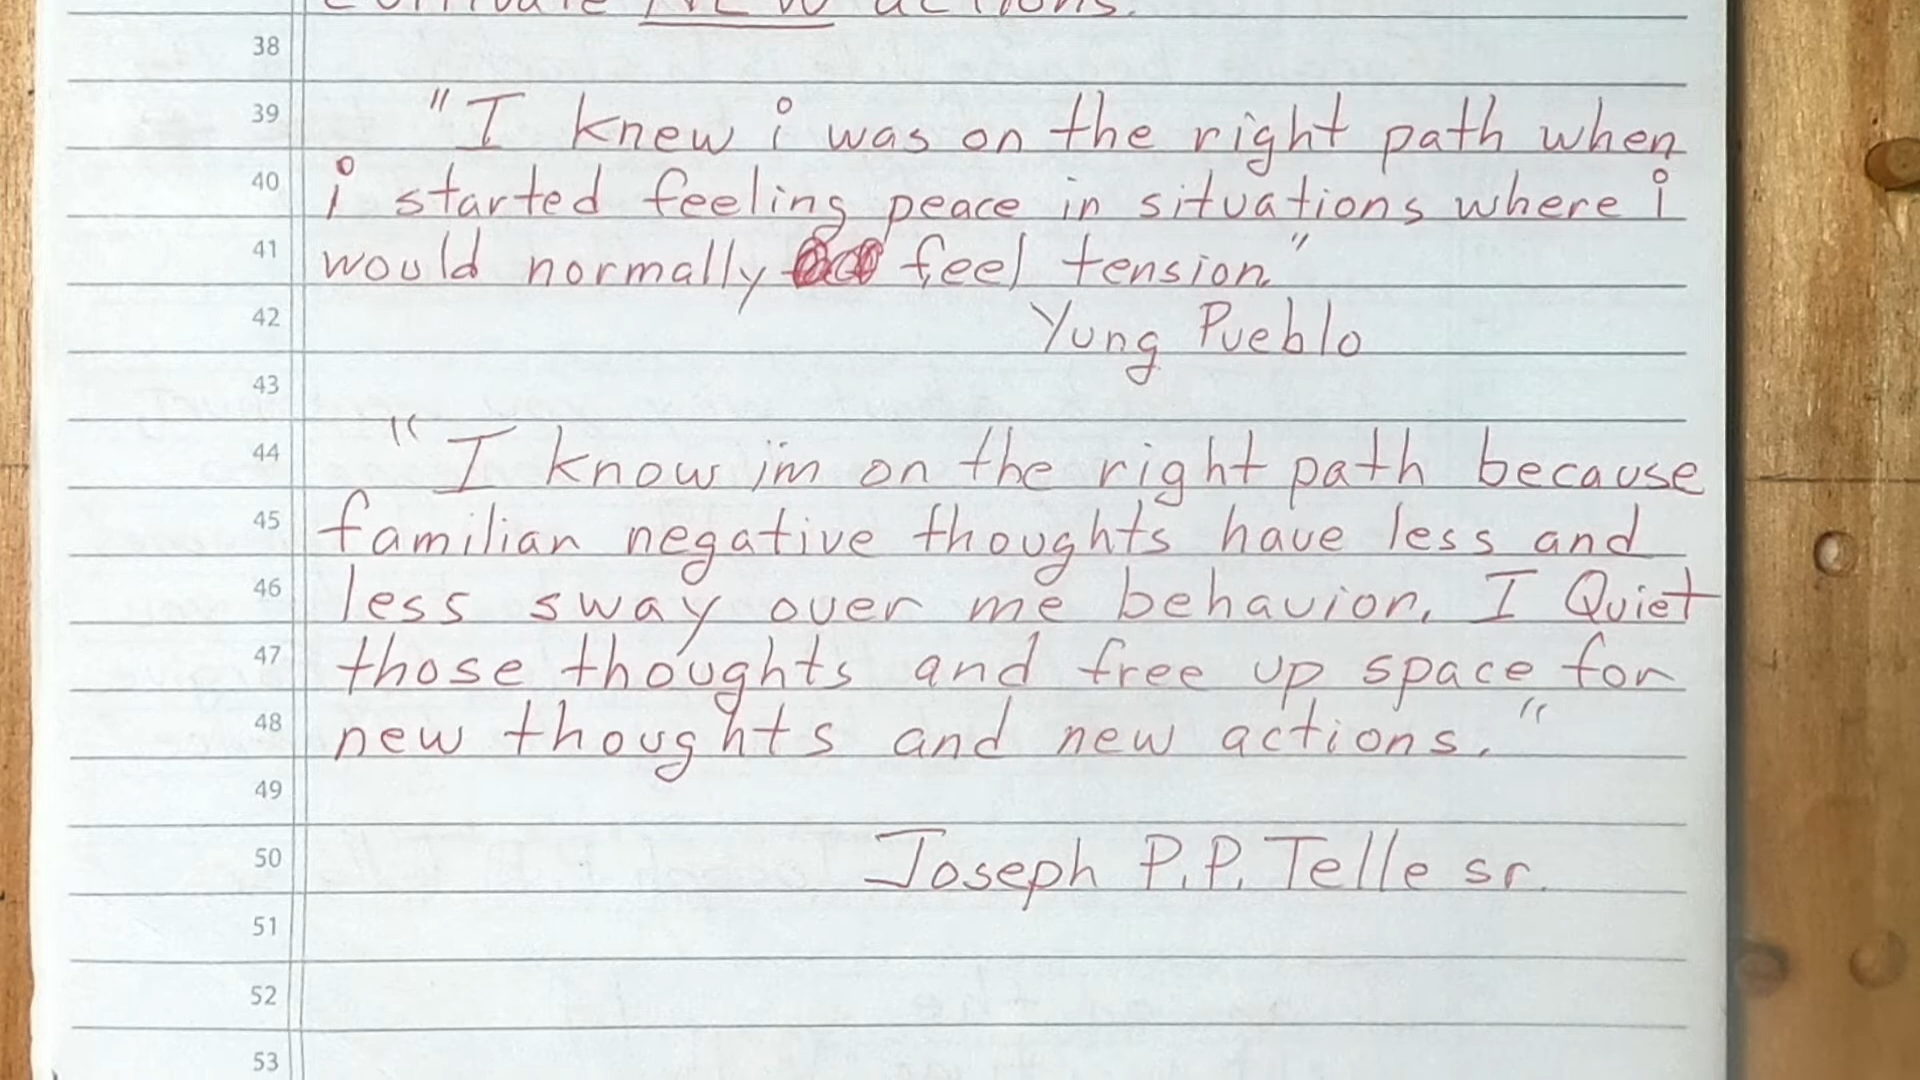 cultivate NEW actions.
38
39 "I knew i was on the right path when
40 i started feeling peace in situations where i
41 would normally feel tension."
42 Yung Pueblo
43
44 "I know im on the right path because
45 familiar negative thoughts have less and
46 less sway over me behavior. I Quiet
47 those thoughts and free up space for
48 new thoughts and new actions."
49
50 Joseph P.P. Telle sr.
51
52
53